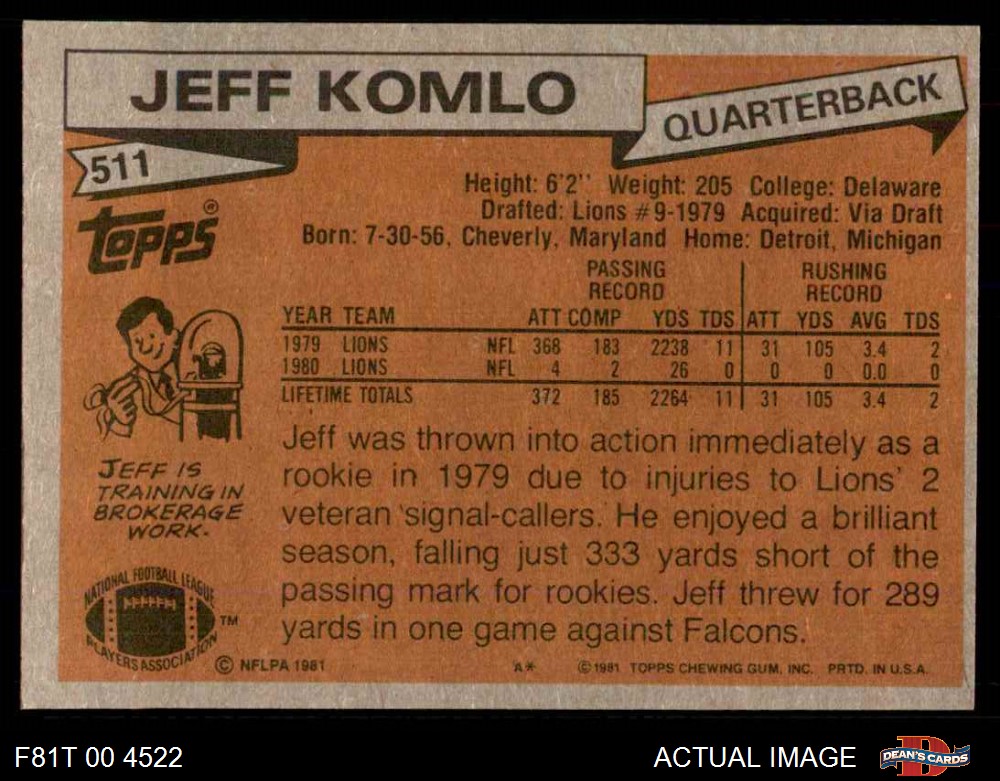 JEFF KOMLO
QUARTERBACK
511
Topps®
Height: 6'2'' Weight: 205 College: Delaware
Drafted: Lions #9-1979 Acquired: Via Draft
Born: 7-30-56, Cheverly, Maryland Home: Detroit, Michigan
PASSING RECORD RUSHING RECORD
YEAR TEAM ATT COMP YDS TDS ATT YDS AVG TDS
1979 LIONS NFL 368 183 2238 11 31 105 3.4 2
1980 LIONS NFL 4 2 26 0 0 0 0.0 0
LIFETIME TOTALS 372 185 2264 11 31 105 3.4 2
JEFF IS
TRAINING IN
BROKERAGE
WORK.
Jeff was thrown into action immediately as a
rookie in 1979 due to injuries to Lions' 2
veteran signal-callers. He enjoyed a brilliant
season, falling just 333 yards short of the
passing mark for rookies. Jeff threw for 289
yards in one game against Falcons.
NATIONAL FOOTBALL LEAGUE
PLAYERS ASSOCIATION
TM
© NFLPA 1981
A*
© 1981 TOPPS CHEWING GUM, INC. PRTD. IN U.S.A.
F81T 00 4522
ACTUAL IMAGE
DEAN'S CARDS